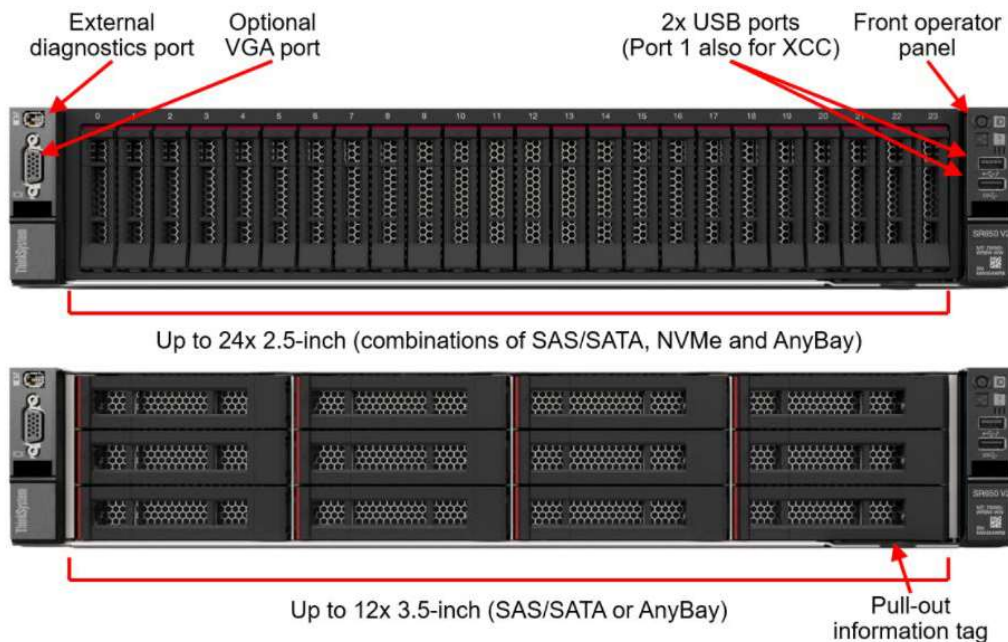 External
diagnostics port
Optional
VGA port
2x USB ports
(Port 1 also for XCC)
Front operator
panel
0 1 2 3 4 5 6 7 8 9 10 11 12 13 14 15 16 17 18 19 20 21 22 23
ThinkSystem
SR650 V2
Up to 24x 2.5-inch (combinations of SAS/SATA, NVMe and AnyBay)
ThinkSystem
SR650 V2
Up to 12x 3.5-inch (SAS/SATA or AnyBay)
Pull-out
information tag